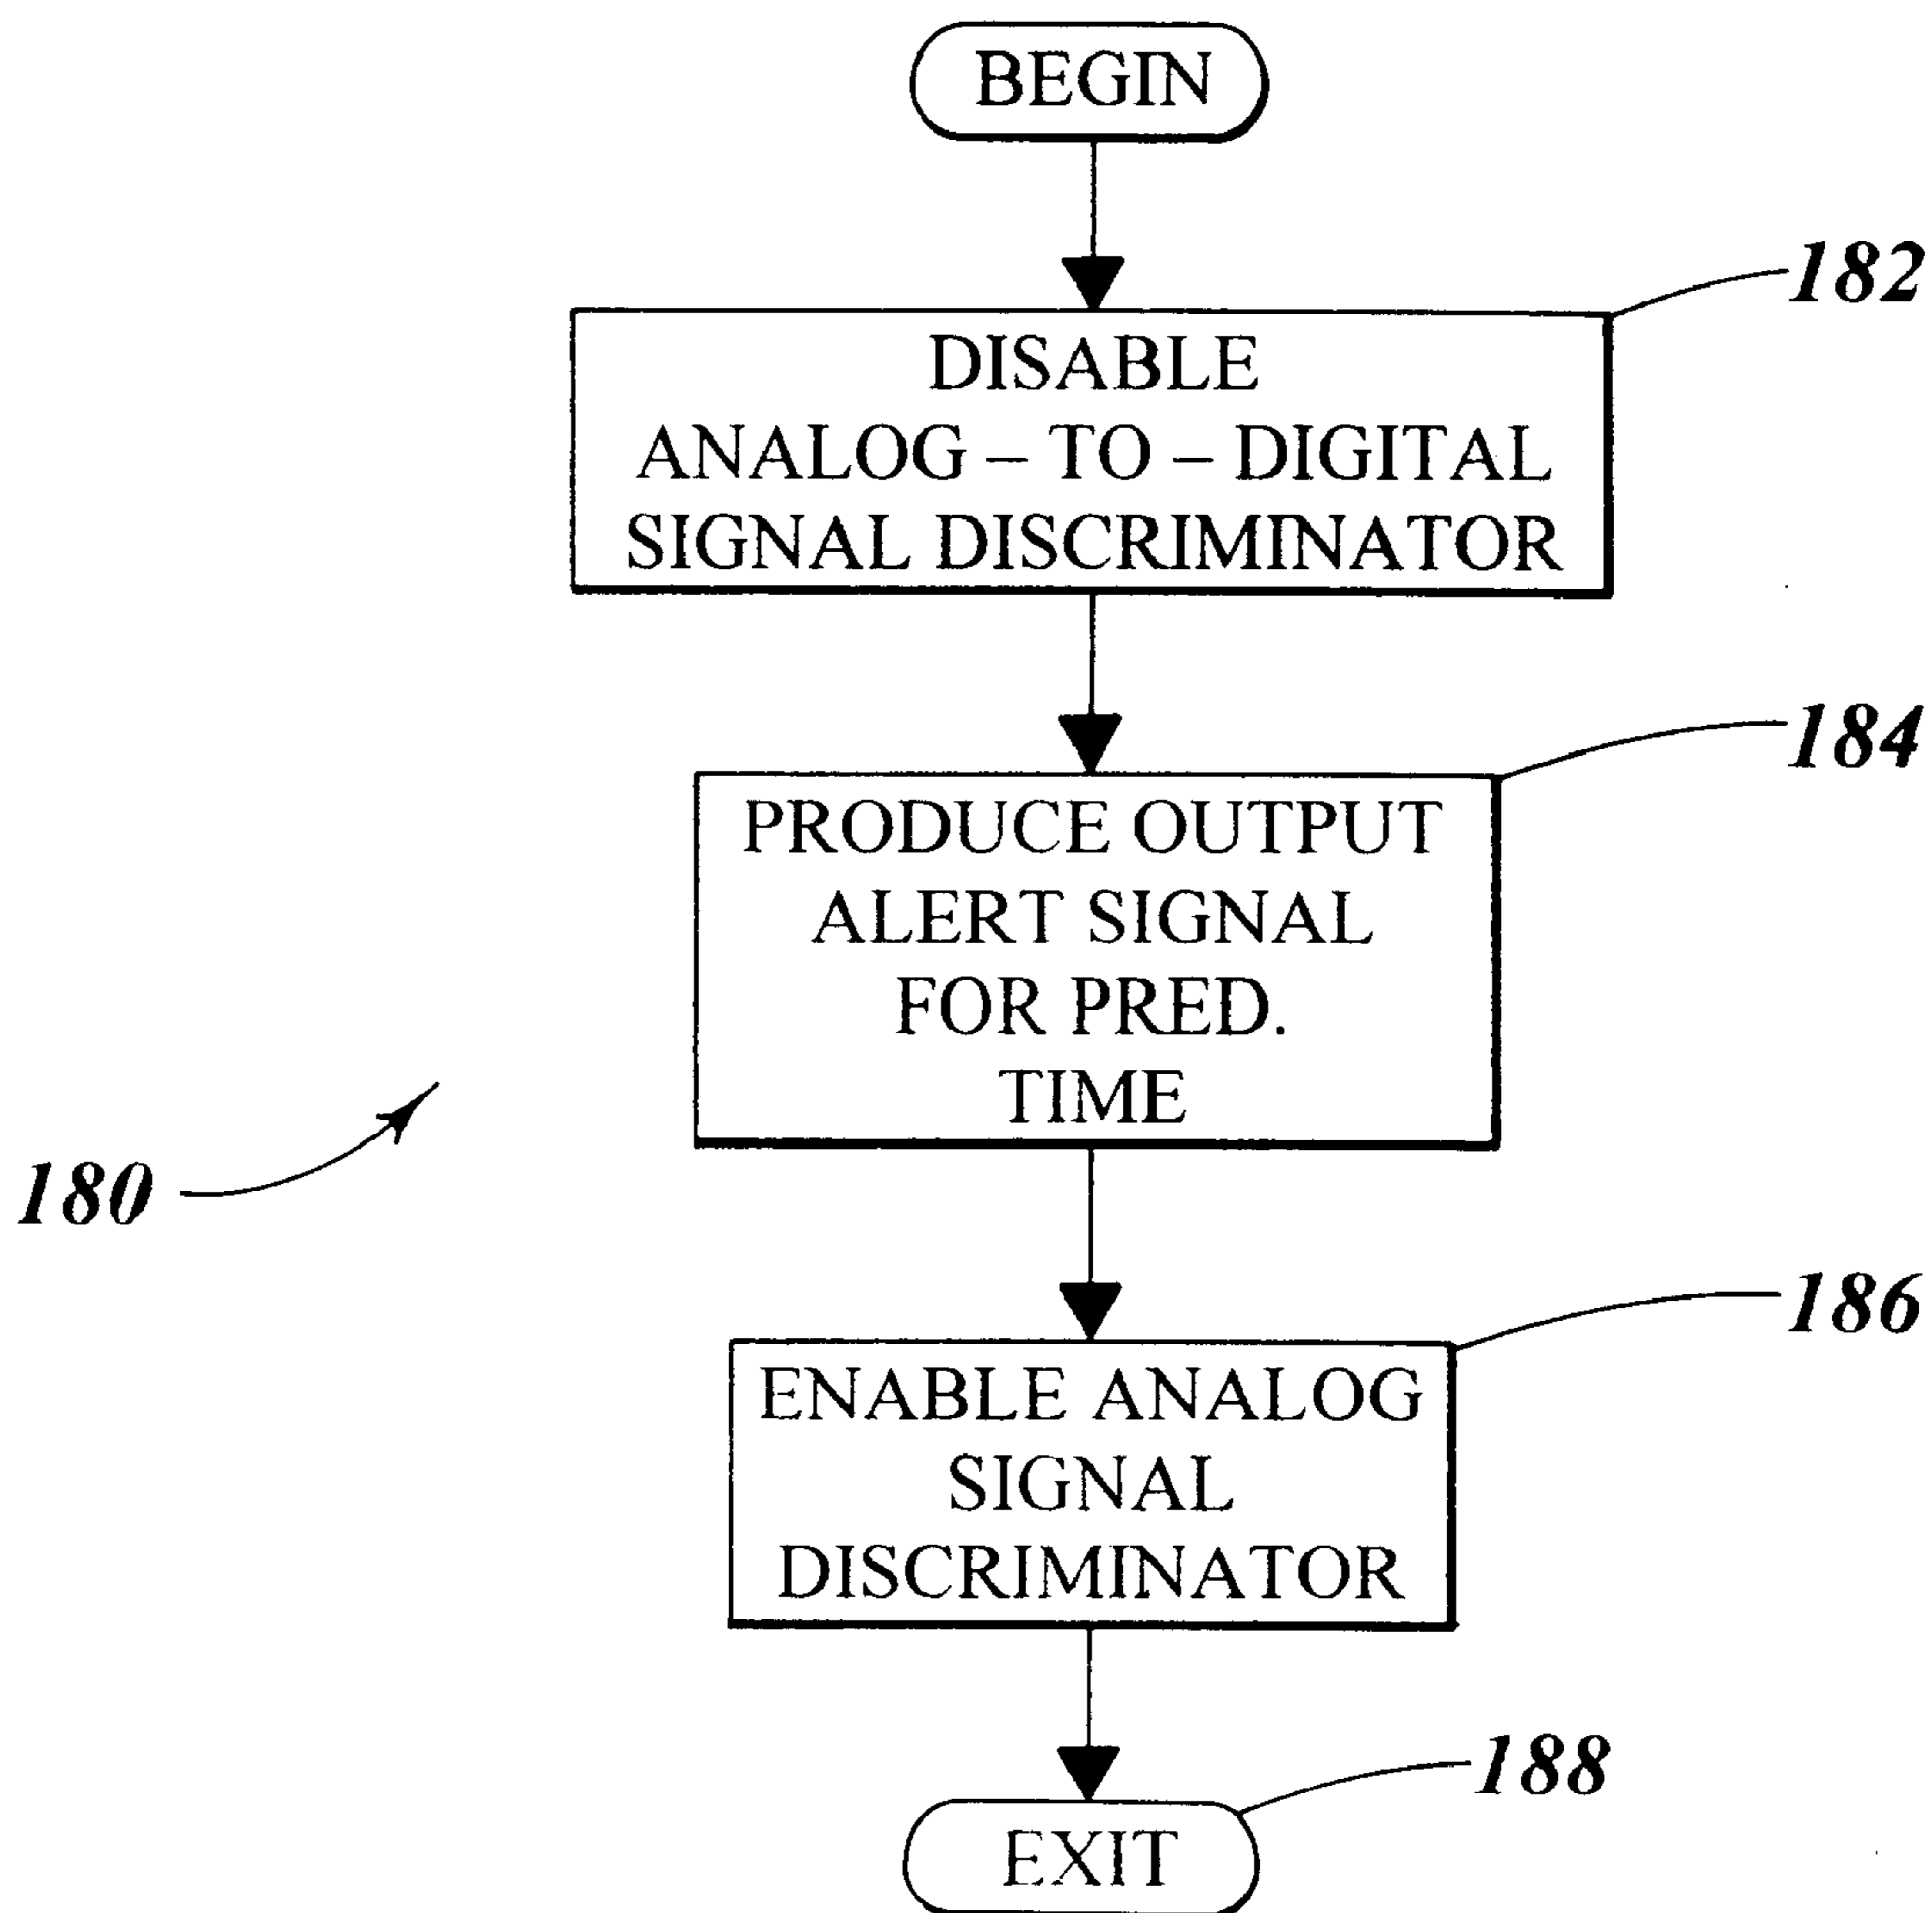 BEGIN
182
DISABLE
ANALOG – TO – DIGITAL
SIGNAL DISCRIMINATOR
184
PRODUCE OUTPUT
ALERT SIGNAL
FOR PRED.
TIME
180
186
ENABLE ANALOG
SIGNAL
DISCRIMINATOR
188
EXIT